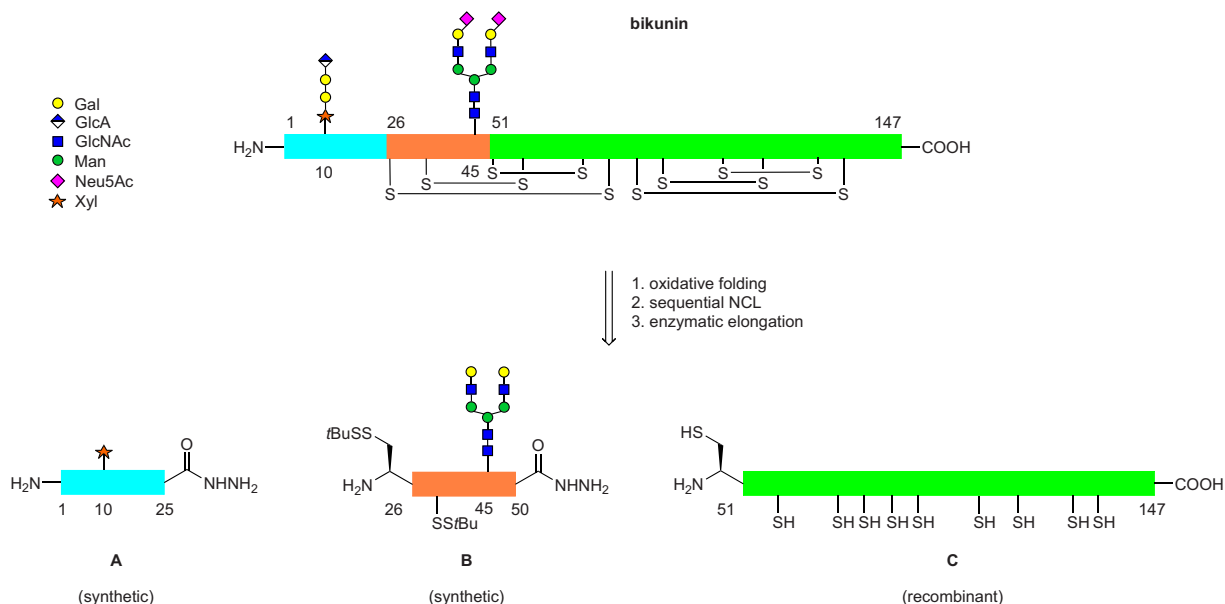 bikunin
Gal
GlcA
GlcNAc
Man
Neu5Ac
Xyl
1 26 51 147
H₂N COOH
10 45
S S S S
S S S S
S S S S
1. oxidative folding
2. sequential NCL
3. enzymatic elongation
O
H₂N NHNH₂
1 10 25
A
(synthetic)
tBuSS
O
H₂N NHNH₂
26 45 50
SStBu
B
(synthetic)
HS
H₂N COOH
51 147
SH SH SH SH SH SH SH SH SH
C
(recombinant)